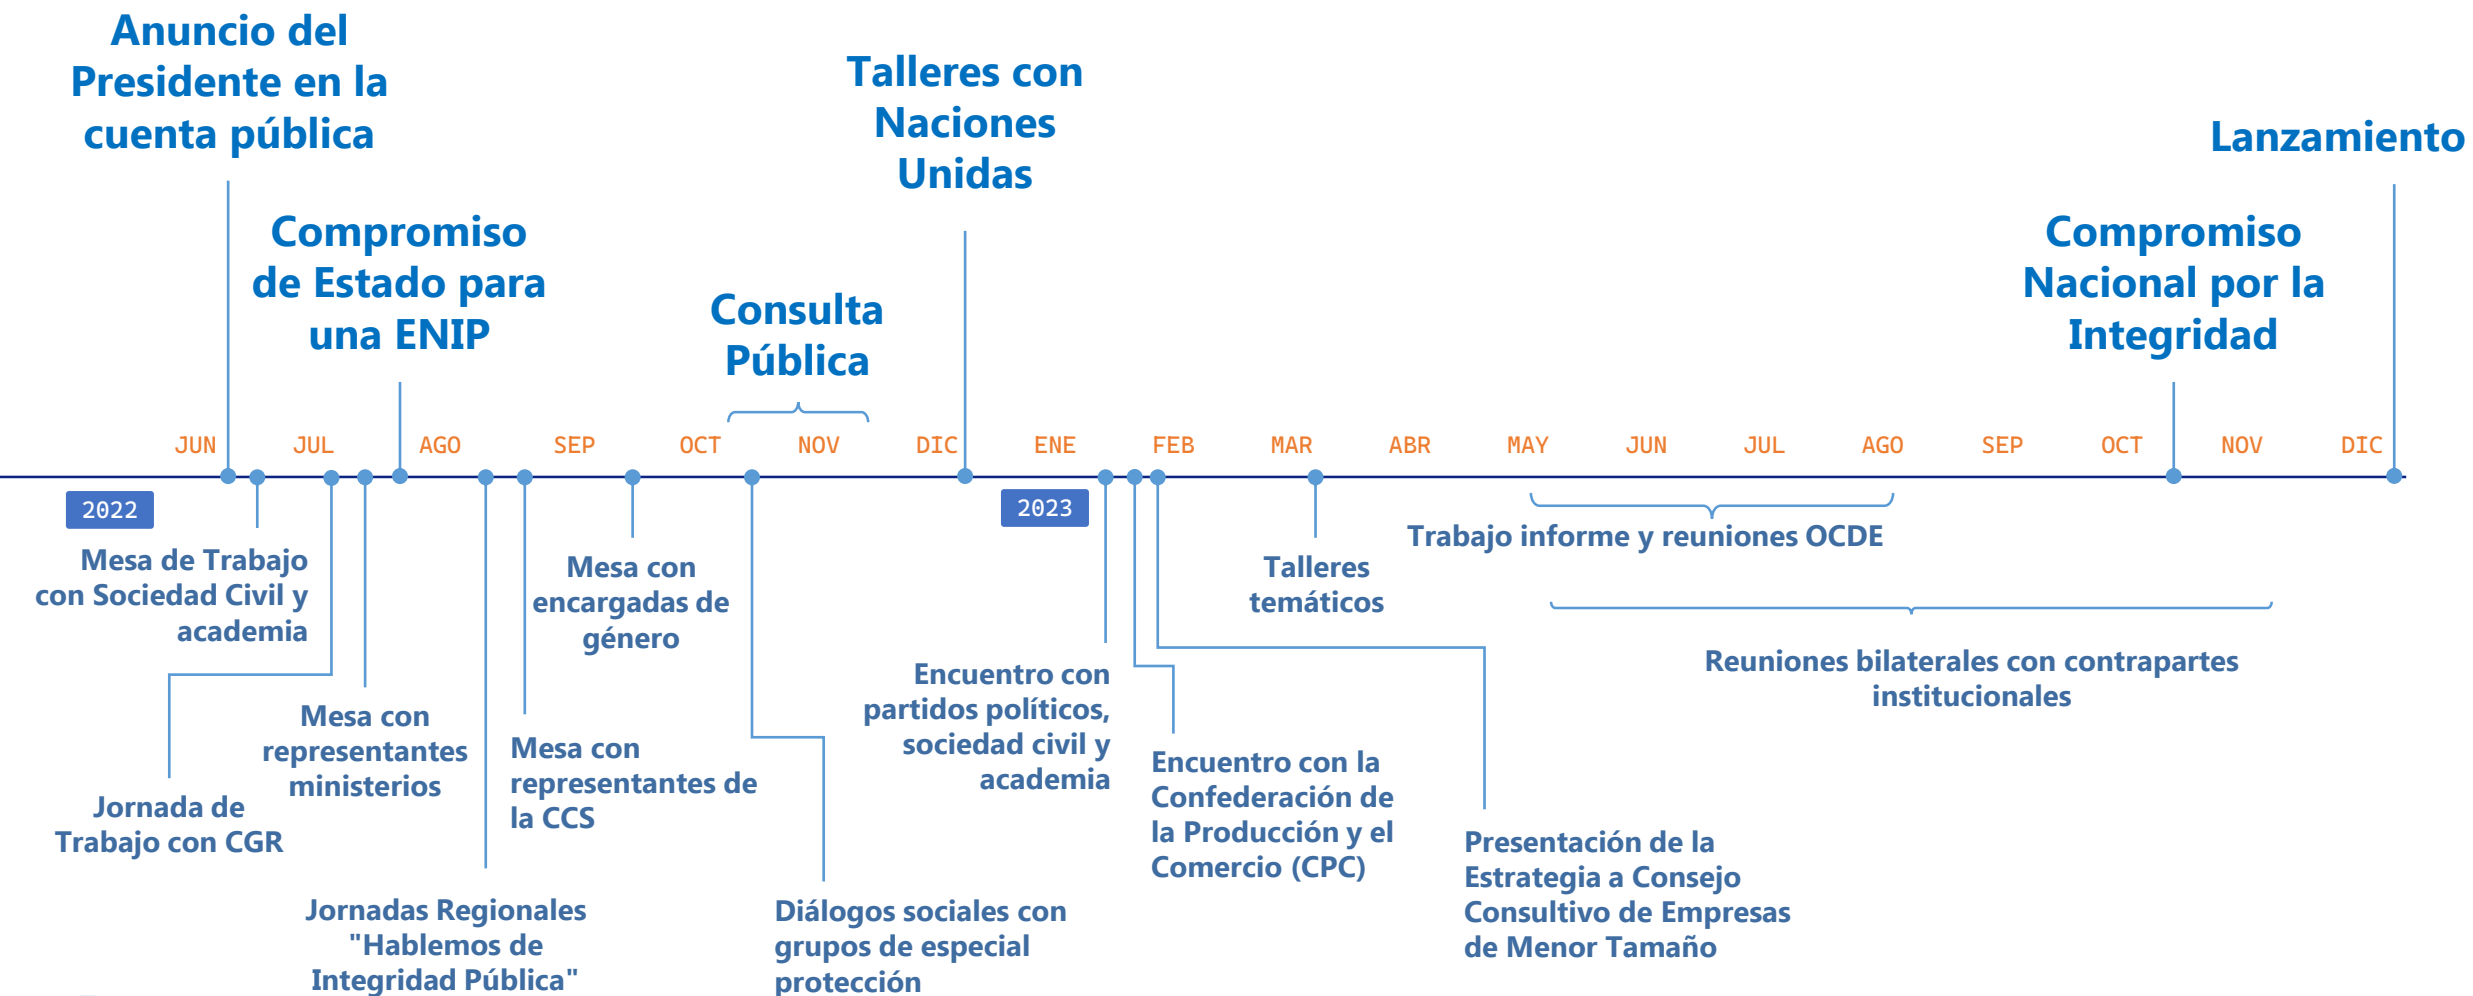 Anuncio del
Presidente en la
cuenta pública
Compromiso
de Estado para
una ENIP
Consulta
Pública
Talleres con
Naciones
Unidas
Compromiso
Nacional por la
Integridad
Lanzamiento
JUN JUL AGO SEP OCT NOV DIC ENE FEB MAR ABR MAY JUN JUL AGO SEP OCT NOV DIC
2022
2023
Mesa de Trabajo
con Sociedad Civil y
academia
Jornada de
Trabajo con CGR
Mesa con
representantes
ministerios
Jornadas Regionales
"Hablemos de
Integridad Pública"
Mesa con
representantes de
la CCS
Mesa con
encargadas de
género
Diálogos sociales con
grupos de especial
protección
Encuentro con
partidos políticos,
sociedad civil y
academia
Encuentro con la
Confederación de
la Producción y el
Comercio (CPC)
Presentación de la
Estrategia a Consejo
Consultivo de Empresas
de Menor Tamaño
Talleres
temáticos
Trabajo informe y reuniones OCDE
Reuniones bilaterales con contrapartes
institucionales